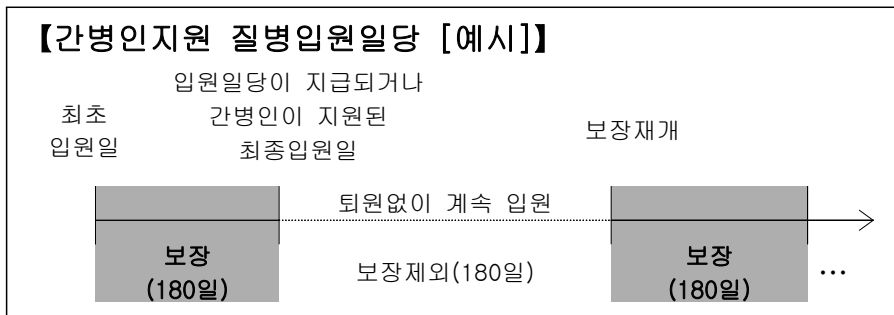 【간병인지원 질병입원일당 [예시]】
입원일당이 지급되거나
최초
간병인이 지원된
입원일
최종입원일
보장재개
퇴원없이 계속 입원
보장
(180일)
보장제외(180일)
보장
(180일)
…